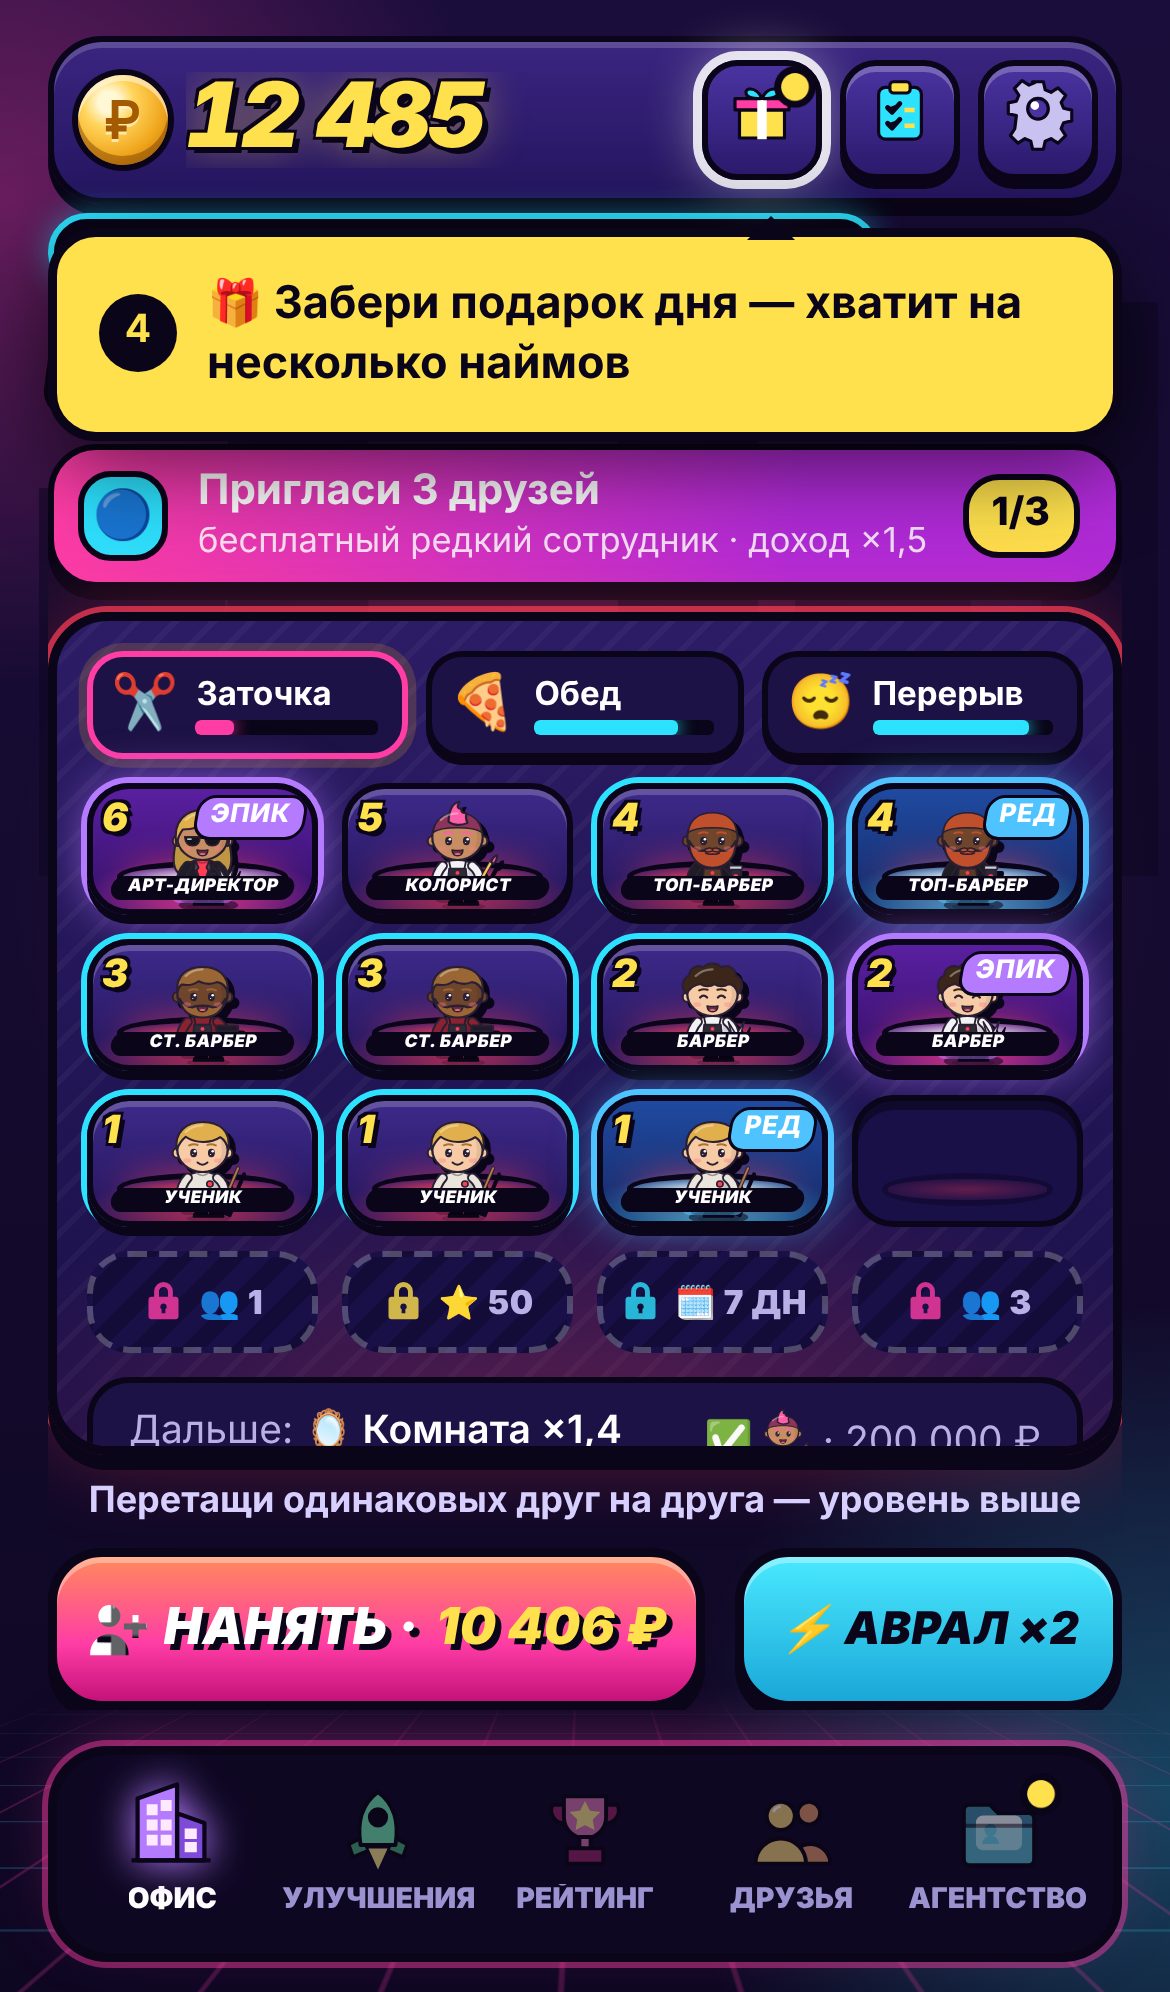 ₽ 12 485
4
🎁 Забери подарок дня — хватит на
несколько наймов
Пригласи 3 друзей
бесплатный редкий сотрудник · доход ×1,5
1/3
Заточка
Обед
Перерыв
6 ЭПИК
АРТ-ДИРЕКТОР
5
КОЛОРИСТ
4
ТОП-БАРБЕР
4 РЕД
ТОП-БАРБЕР
3
СТ. БАРБЕР
3
СТ. БАРБЕР
2
БАРБЕР
2 ЭПИК
БАРБЕР
1
УЧЕНИК
1
УЧЕНИК
1 РЕД
УЧЕНИК
1
50
7 ДН
3
Дальше: Комната ×1,4
· 200 000 ₽
Перетащи одинаковых друг на друга — уровень выше
НАНЯТЬ · 10 406 ₽
⚡ АВРАЛ ×2
ОФИС
УЛУЧШЕНИЯ
РЕЙТИНГ
ДРУЗЬЯ
АГЕНТСТВО